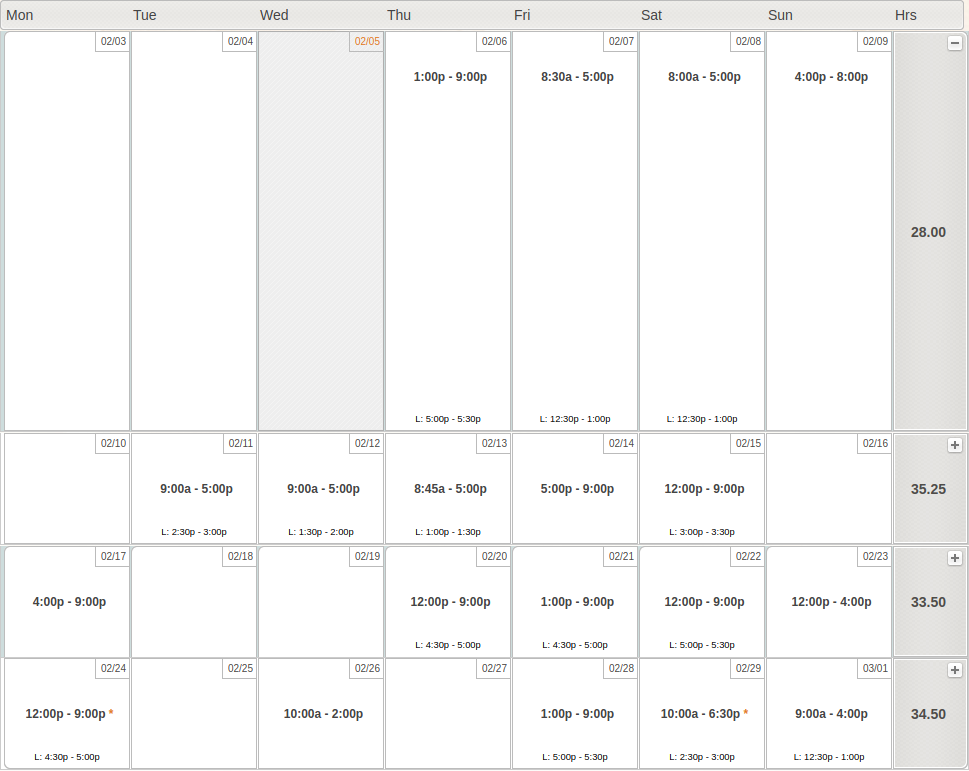 Mon Tue Wed Thu Fri Sat Sun Hrs
02/03 02/04 02/05 02/06 02/07 02/08 02/09
1:00p - 9:00p 8:30a - 5:00p 8:00a - 5:00p 4:00p - 8:00p
28.00
L: 5:00p - 5:30p L: 12:30p - 1:00p L: 12:30p - 1:00p
02/10 02/11 02/12 02/13 02/14 02/15 02/16
9:00a - 5:00p 9:00a - 5:00p 8:45a - 5:00p 5:00p - 9:00p 12:00p - 9:00p 35.25
L: 2:30p - 3:00p L: 1:30p - 2:00p L: 1:00p - 1:30p L: 3:00p - 3:30p
02/17 02/18 02/19 02/20 02/21 02/22 02/23
4:00p - 9:00p 12:00p - 9:00p 1:00p - 9:00p 12:00p - 9:00p 12:00p - 4:00p 33.50
L: 4:30p - 5:00p L: 4:30p - 5:00p L: 5:00p - 5:30p
02/24 02/25 02/26 02/27 02/28 02/29 03/01
12:00p - 9:00p * 10:00a - 2:00p 1:00p - 9:00p 10:00a - 6:30p * 9:00a - 4:00p 34.50
L: 4:30p - 5:00p L: 5:00p - 5:30p L: 2:30p - 3:00p L: 12:30p - 1:00p